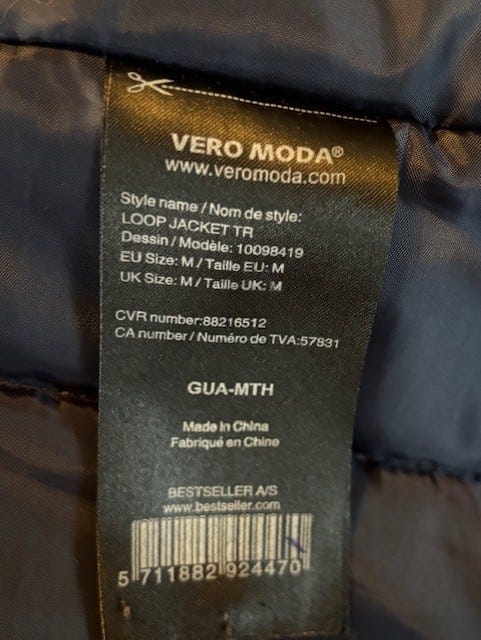 VERO MODA®
www.veromoda.com
Style name / Nom de style:
LOOP JACKET TR
Dessin / Modèle: 10098419
EU Size: M / Taille EU: M
UK Size: M / Taille UK: M
CVR number:88216512
CA number / Numéro de TVA:57831
GUA-MTH
Made in China
Fabriqué en Chine
BESTSELLER A/S
www.bestseller.com
5 711882 924470